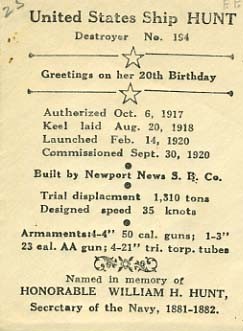 23
United States Ship HUNT
Destroyer No. 194
Greetings on her 20th Birthday
Autherized Oct. 6, 1917
Keel laid Aug. 20, 1918
Launched Feb. 14, 1920
Commissioned Sept. 30, 1920
Built by Newport News S. B. Co.
Trial displacment 1,310 tons
Designed speed 35 knots
Armaments:4-4" 50 cal. guns; 1-3"
23 cal. AA gun; 4-21" tri. torp. tubes
Named in memory of
HONORABLE WILLIAM H. HUNT,
Secretary of the Navy, 1881-1882.